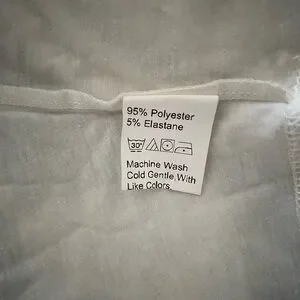 95% Polyester
5% Elastane
30°
Machine Wash
Cold Gentle,With
Like Colors,